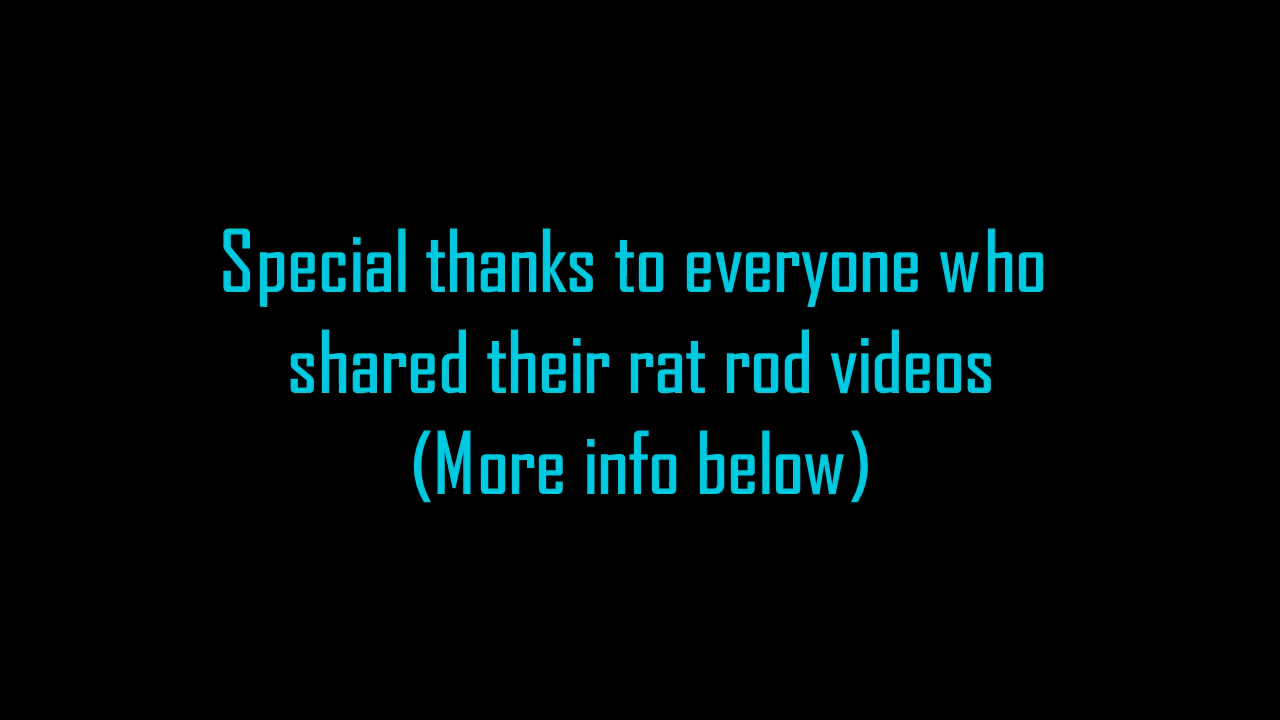 Special thanks to everyone who
shared their rat rod videos
(More info below)